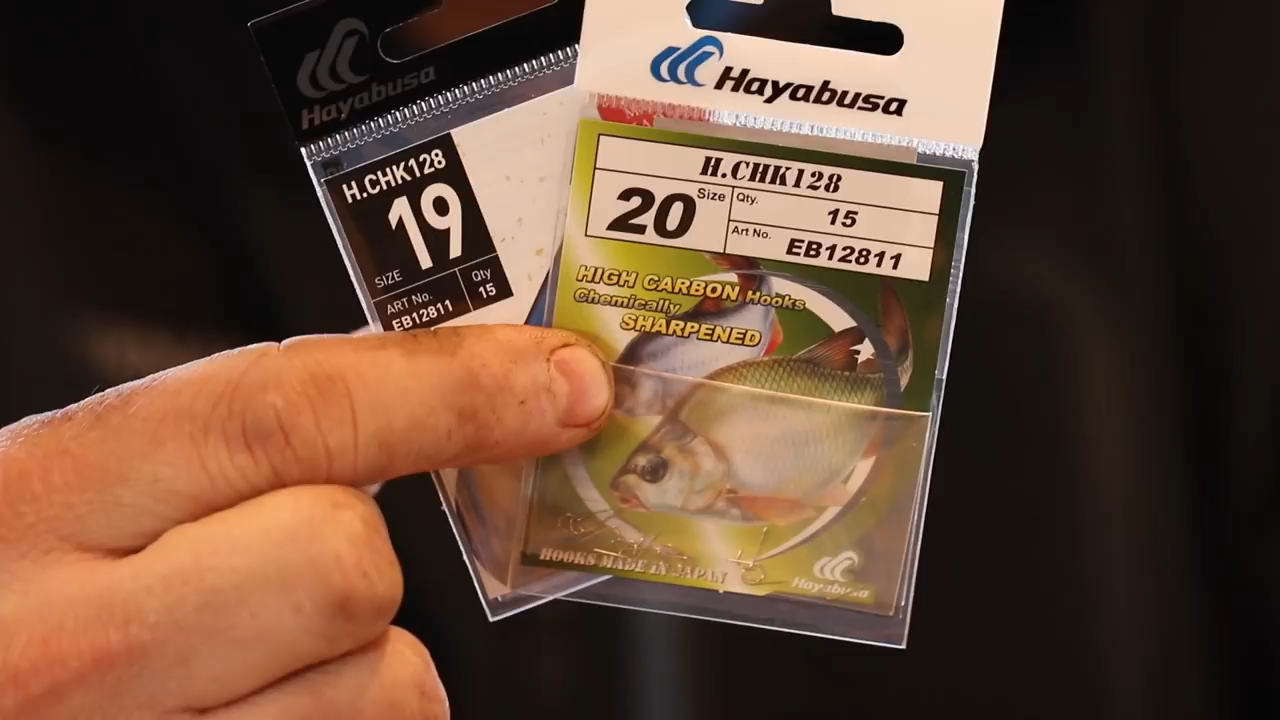 Hayabusa
H.CHK128
19
SIZE
Qty
15
ART No.
EB12811
Hayabusa
H.CHK128
20
Size
Qty.
15
Art No.
EB12811
HIGH CARBON Hooks
Chemically
SHARPENED
HOOKS MADE IN JAPAN
Hayabusa